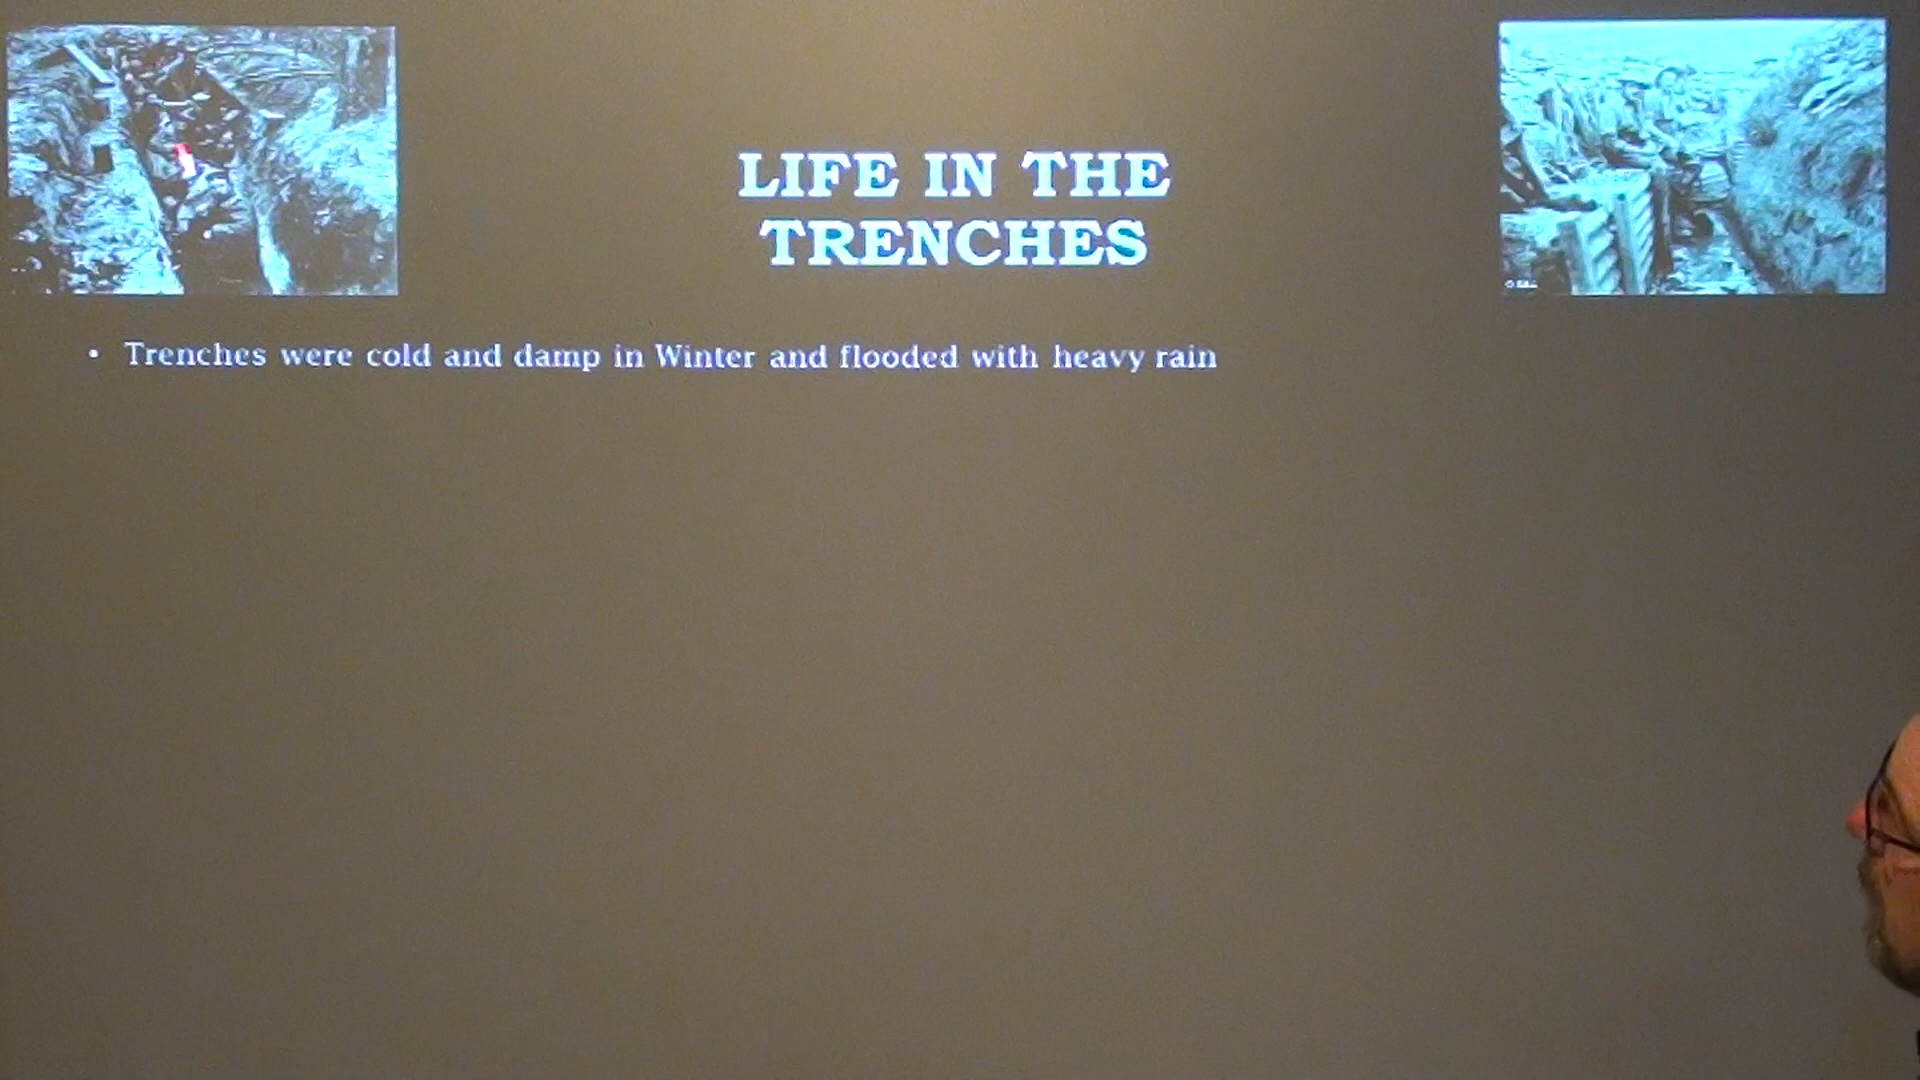 LIFE IN THE
TRENCHES
• Trenches were cold and damp in Winter and flooded with heavy rain